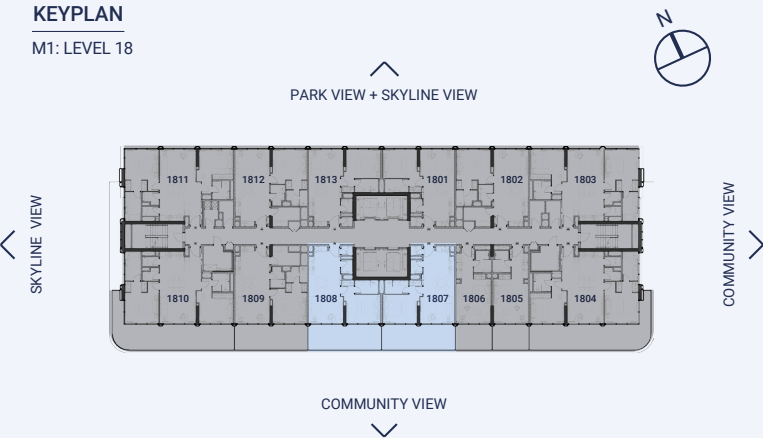 KEYPLAN
M1: LEVEL 18
N
PARK VIEW + SKYLINE VIEW
1811 1812 1813 1801 1802 1803
SKYLINE VIEW
COMMUNITY VIEW
1810 1809 1808 1807 1806 1805 1804
COMMUNITY VIEW